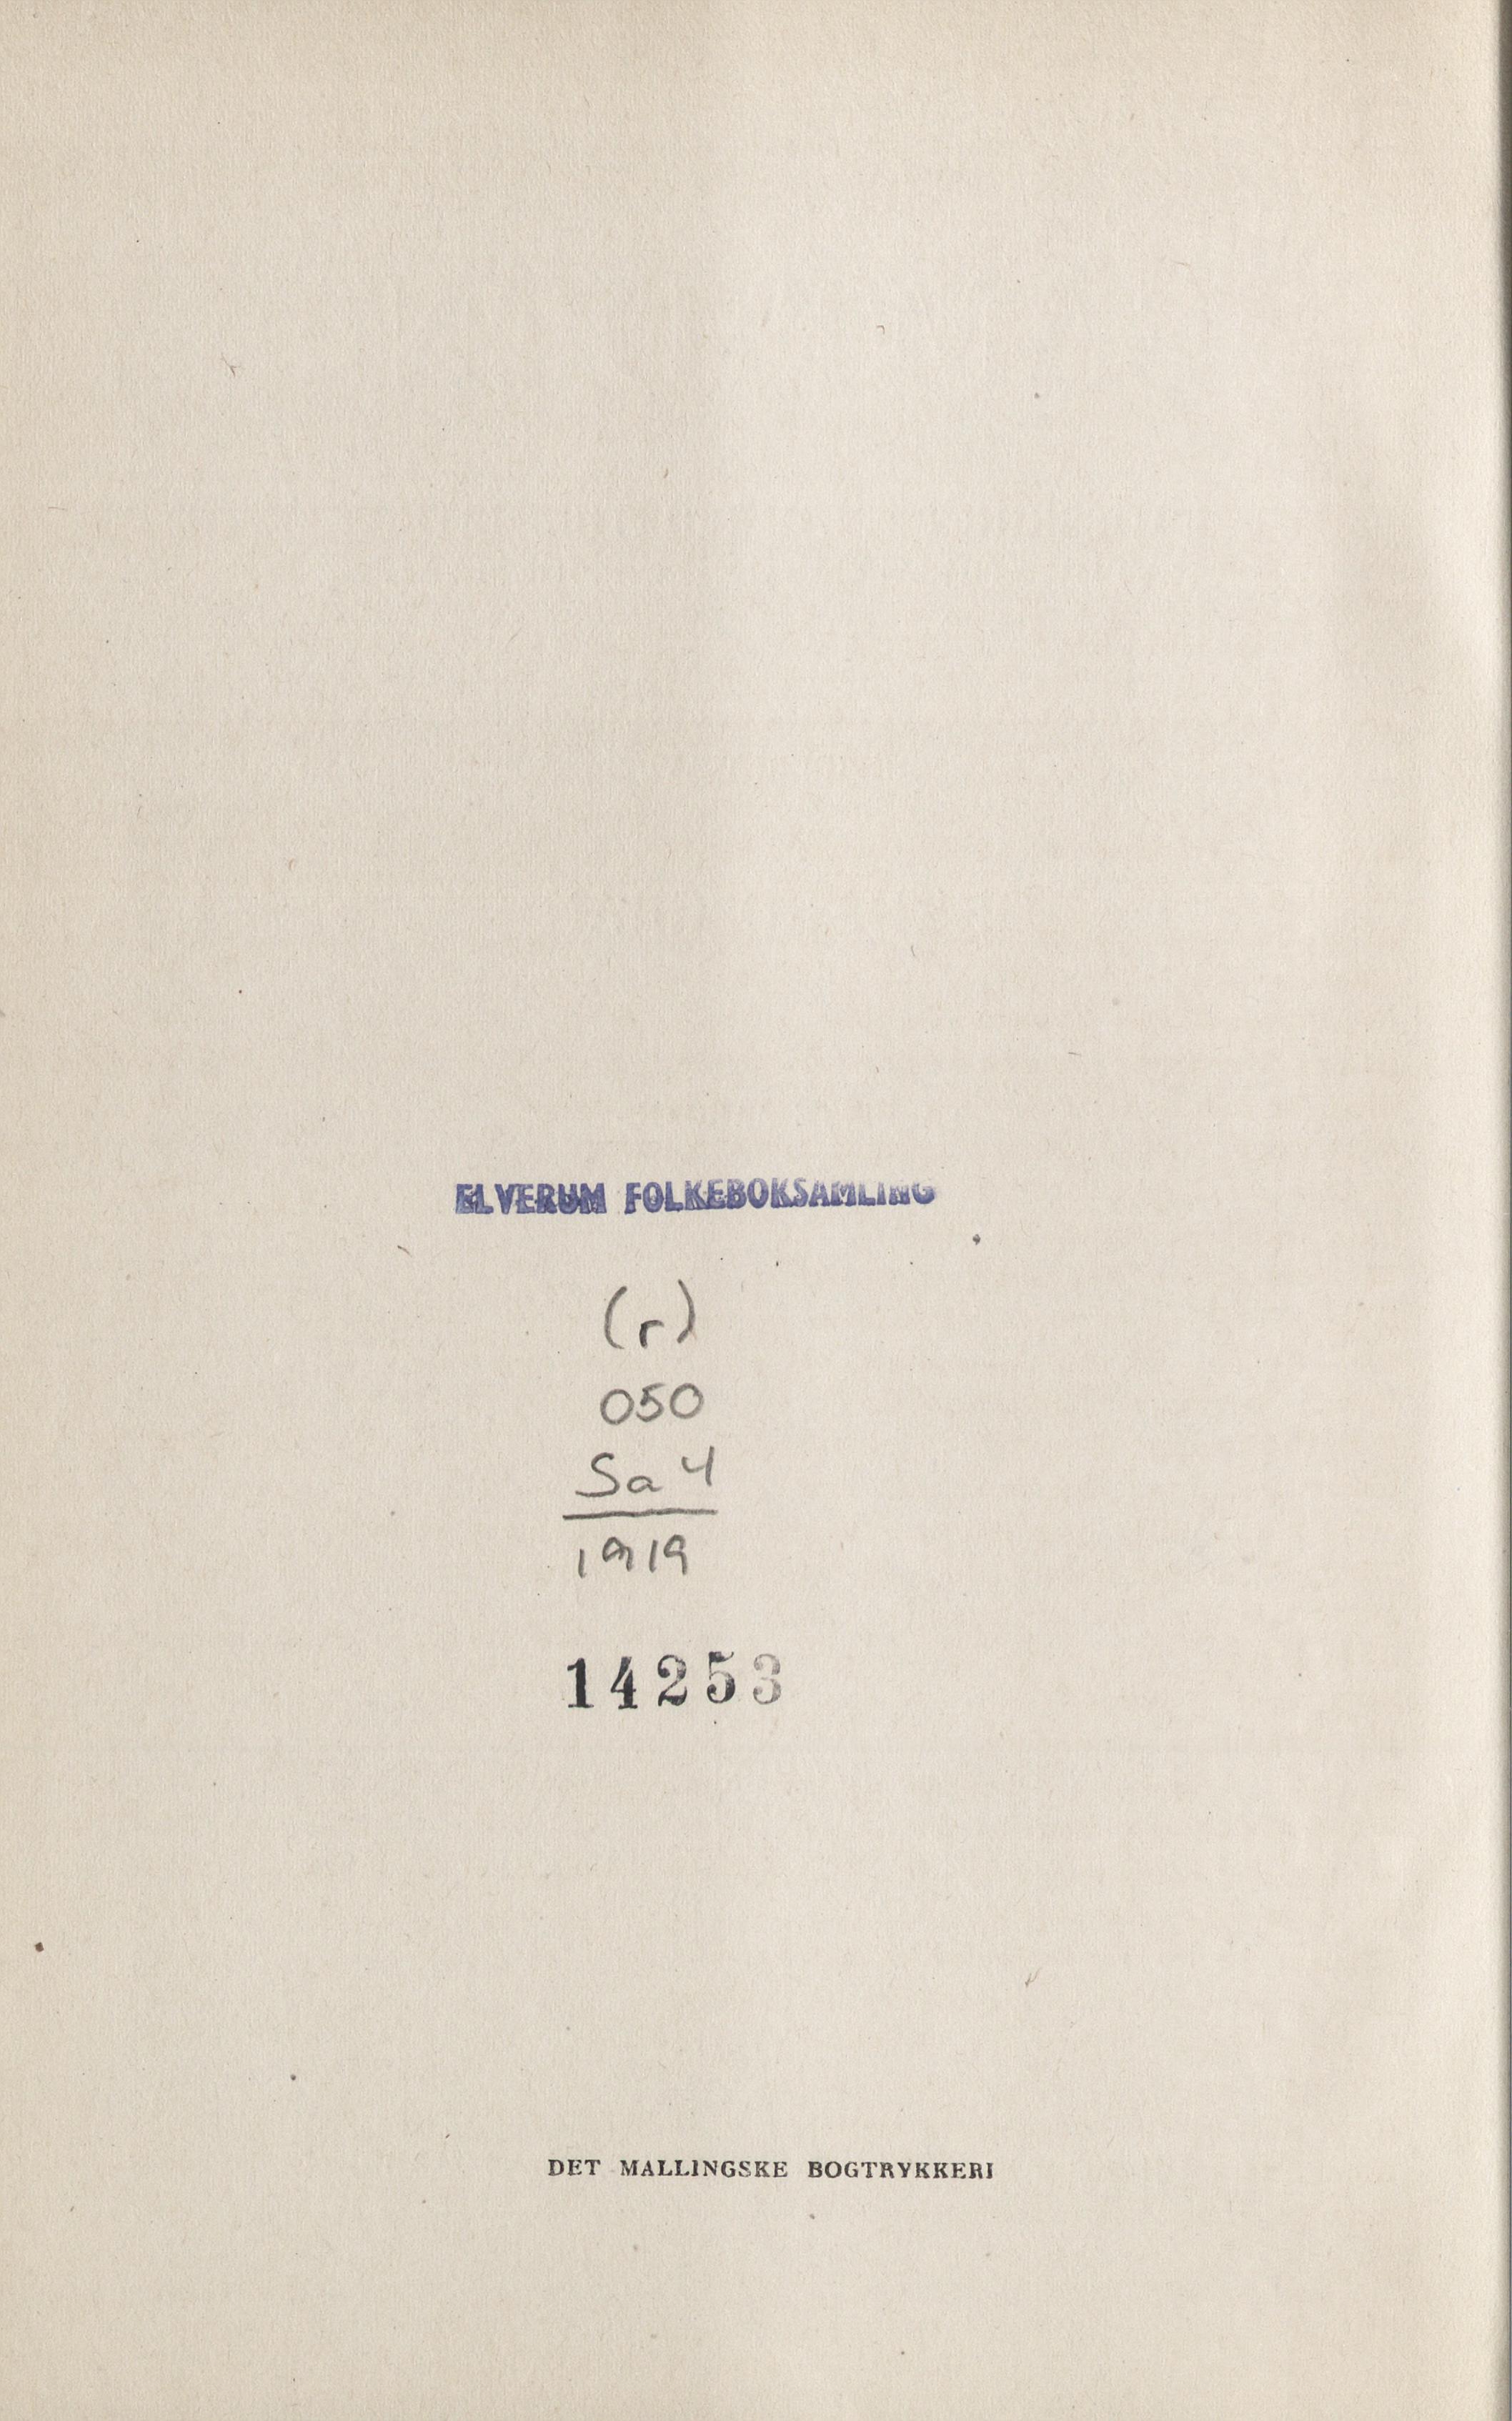 ELVERUM FOLKEBOKSAMLING
(r)
050
Sa 4
1919
14253
DET MALLINGSKE BOGTRYKKERI